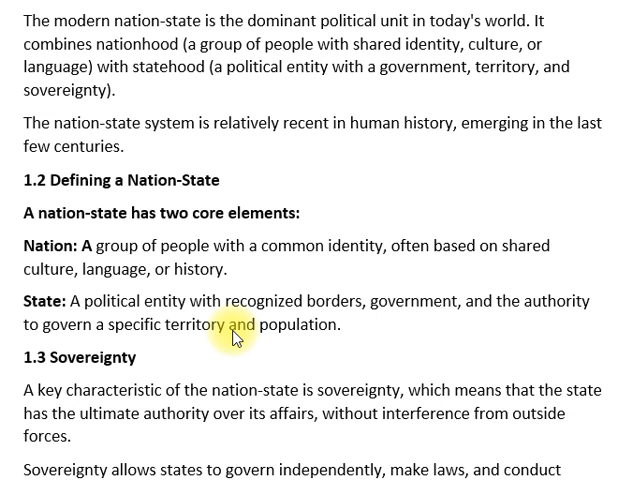 The modern nation-state is the dominant political unit in today's world. It
combines nationhood (a group of people with shared identity, culture, or
language) with statehood (a political entity with a government, territory, and
sovereignty).
The nation-state system is relatively recent in human history, emerging in the last
few centuries.
1.2 Defining a Nation-State
A nation-state has two core elements:
Nation: A group of people with a common identity, often based on shared
culture, language, or history.
State: A political entity with recognized borders, government, and the authority
to govern a specific territory and population.
1.3 Sovereignty
A key characteristic of the nation-state is sovereignty, which means that the state
has the ultimate authority over its affairs, without interference from outside
forces.
Sovereignty allows states to govern independently, make laws, and conduct